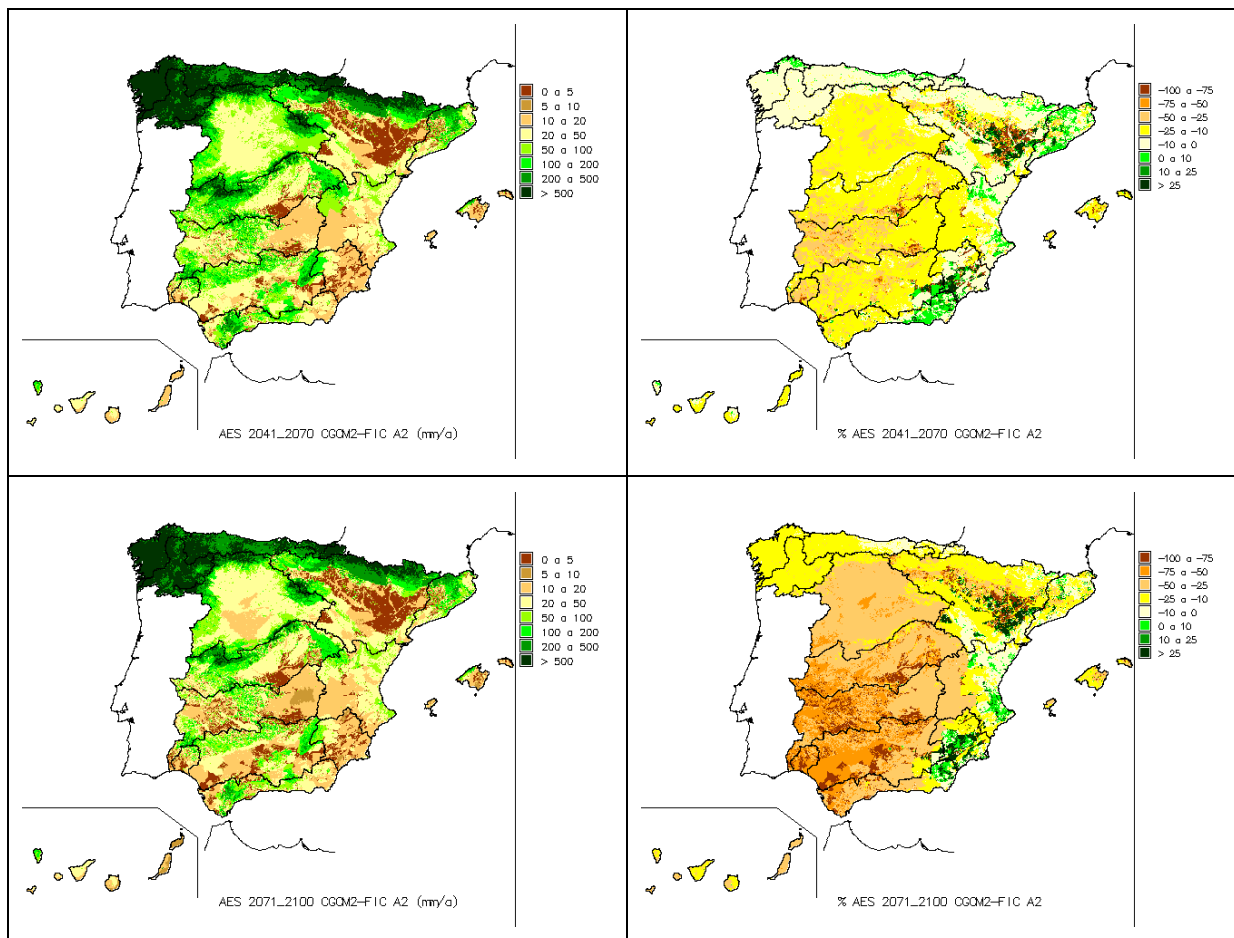 0 a 5
5 a 10
10 a 20
20 a 50
50 a 100
100 a 200
200 a 500
> 500
AES 2041_2070 CGCM2-FIC A2 (mm/a)
-100 a -75
-75 a -50
-50 a -25
-25 a -10
-10 a 0
0 a 10
10 a 25
> 25
% AES 2041_2070 CGCM2-FIC A2
0 a 5
5 a 10
10 a 20
20 a 50
50 a 100
100 a 200
200 a 500
> 500
AES 2071_2100 CGCM2-FIC A2 (mm/a)
-100 a -75
-75 a -50
-50 a -25
-25 a -10
-10 a 0
0 a 10
10 a 25
> 25
% AES 2071_2100 CGCM2-FIC A2